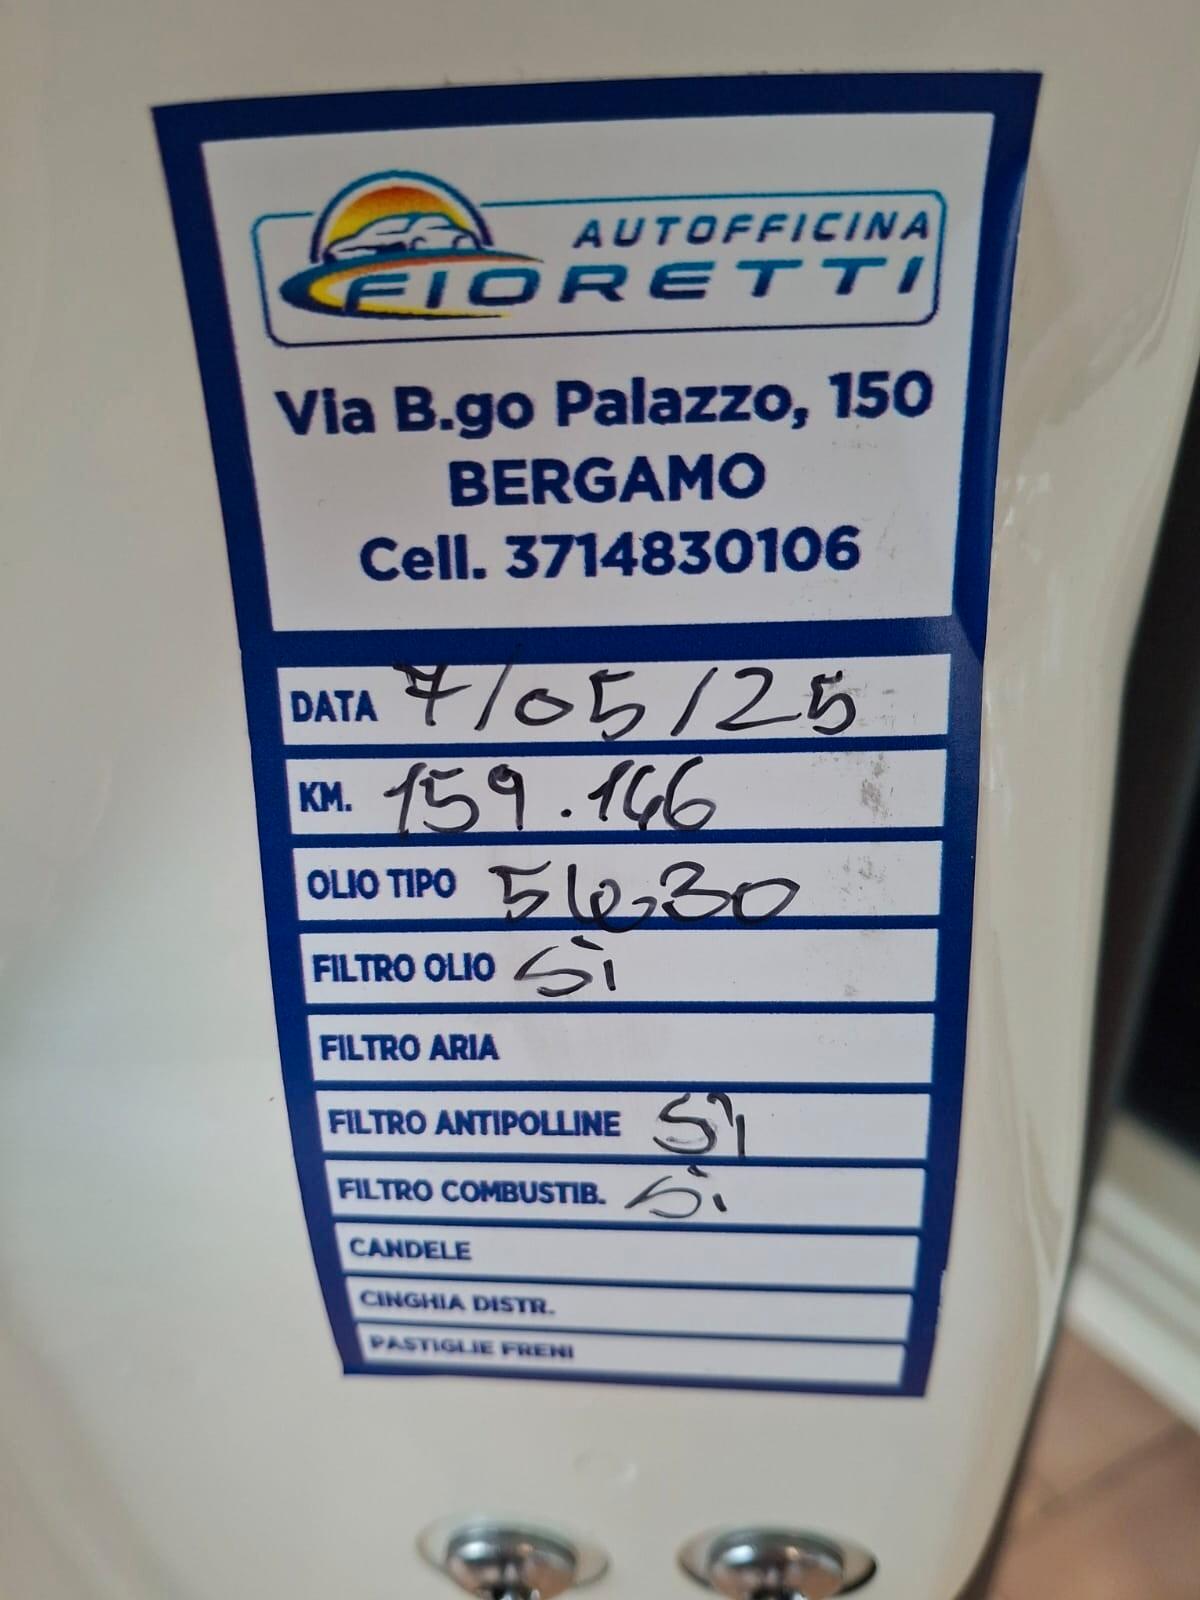 AUTOFFICINA
FIORETTI
Via B.go Palazzo, 150
BERGAMO
Cell. 3714830106
DATA 7/05/25
KM. 159.166
OLIO TIPO 5W30
FILTRO OLIO Sì
FILTRO ARIA
FILTRO ANTIPOLLINE Sì
FILTRO COMBUSTIB. Sì
CANDELE
CINGHIA DISTR.
PASTIGLIE FRENI